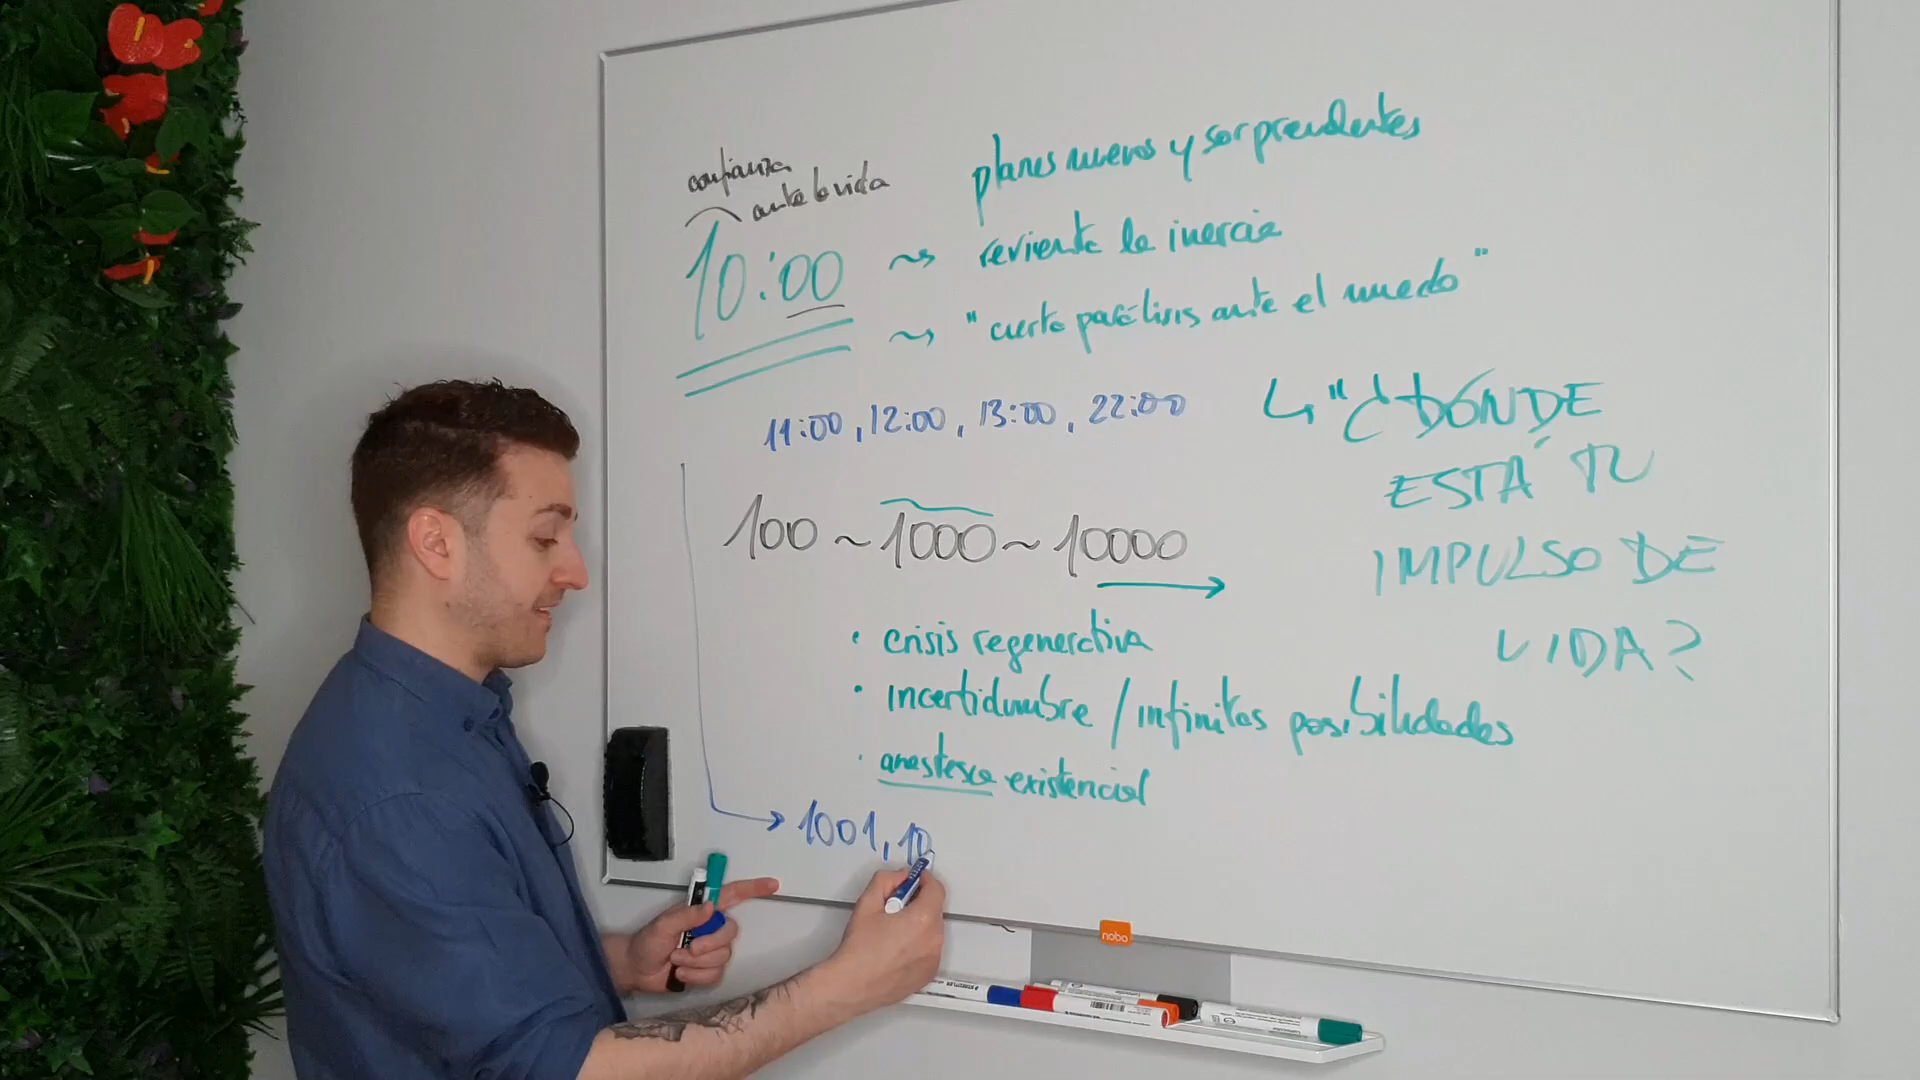 confianza
ante la vida
planes nuevos y sorprendentes
10:00 ~> revienta la inercia
~> "cierta parálisis ante el miedo"
11:00, 12:00, 13:00, 22:00
↳ "¿DÓNDE
ESTÁ TU
IMPULSO DE
VIDA?
100 ~ 1000 ~ 10000
→
• crisis regenerativa
• incertidumbre / infinitas posibilidades
• anestesia existencial
→ 1001, 10
nobo